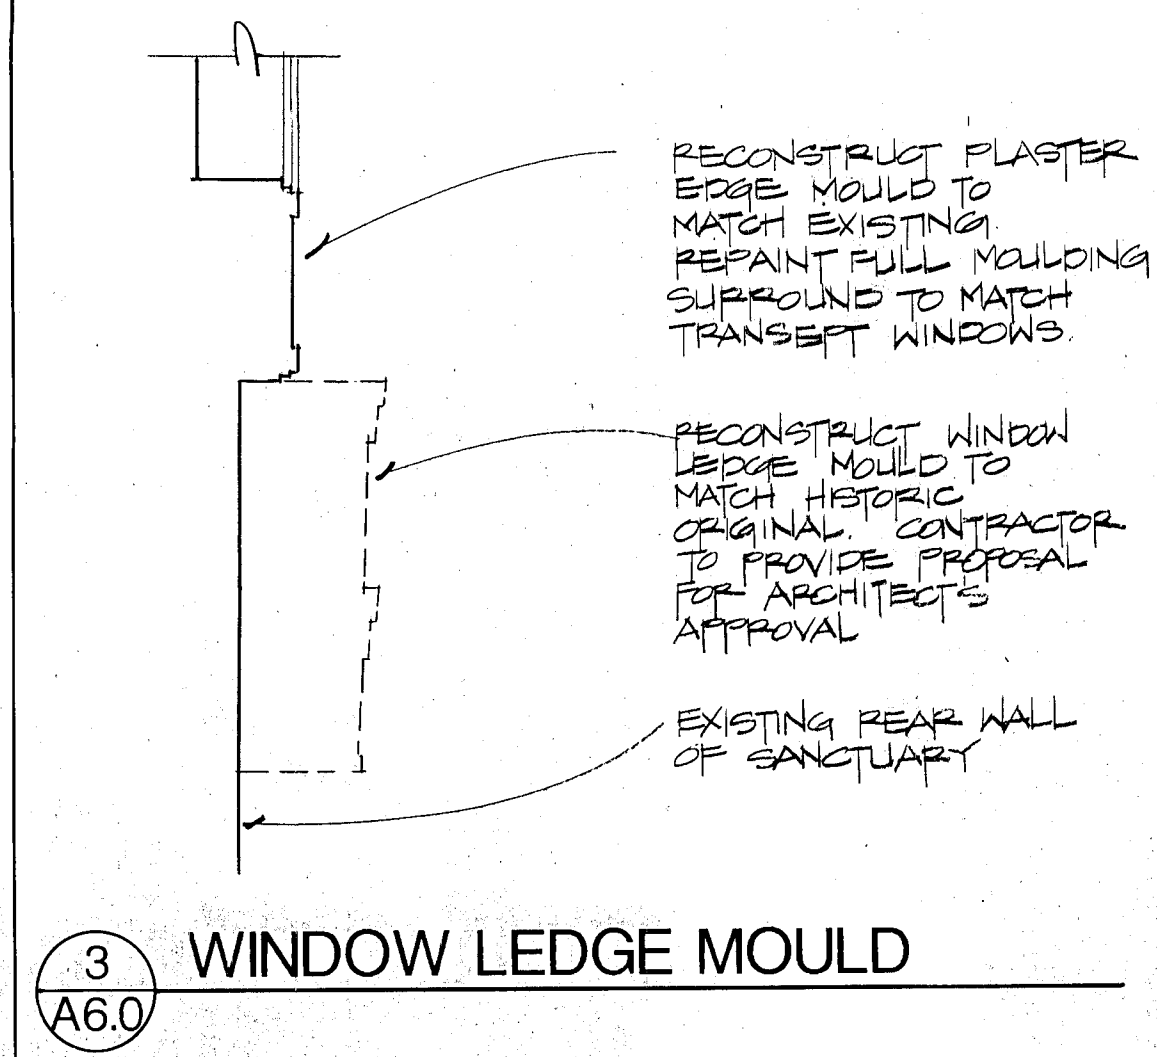 RECONSTRUCT PLASTER
EDGE MOULD TO
MATCH EXISTING.
REPAINT FULL MOULDING
SURROUND TO MATCH
TRANSEPT WINDOWS.
RECONSTRUCT WINDOW
LEDGE MOULD TO
MATCH HISTORIC
ORIGINAL. CONTRACTOR
TO PROVIDE PROPOSAL
FOR ARCHITECT'S
APPROVAL
EXISTING REAR WALL
OF SANCTUARY
3
A6.0
WINDOW LEDGE MOULD